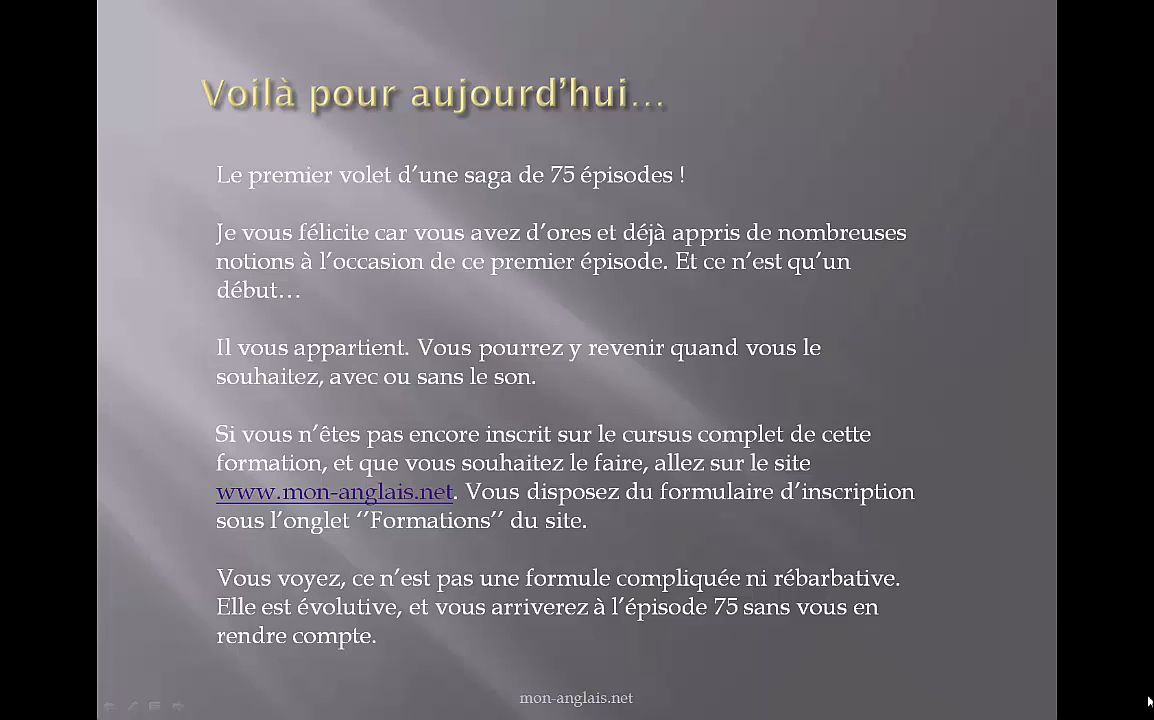 Voilà pour aujourd’hui…
Le premier volet d’une saga de 75 épisodes !
Je vous félicite car vous avez d’ores et déjà appris de nombreuses
notions à l’occasion de ce premier épisode. Et ce n’est qu’un
début…
Il vous appartient. Vous pourrez y revenir quand vous le
souhaitez, avec ou sans le son.
Si vous n’êtes pas encore inscrit sur le cursus complet de cette
formation, et que vous souhaitez le faire, allez sur le site
www.mon-anglais.net. Vous disposez du formulaire d’inscription
sous l’onglet ‘’Formations’’ du site.
Vous voyez, ce n’est pas une formule compliquée ni rébarbative.
Elle est évolutive, et vous arriverez à l’épisode 75 sans vous en
rendre compte.
mon-anglais.net